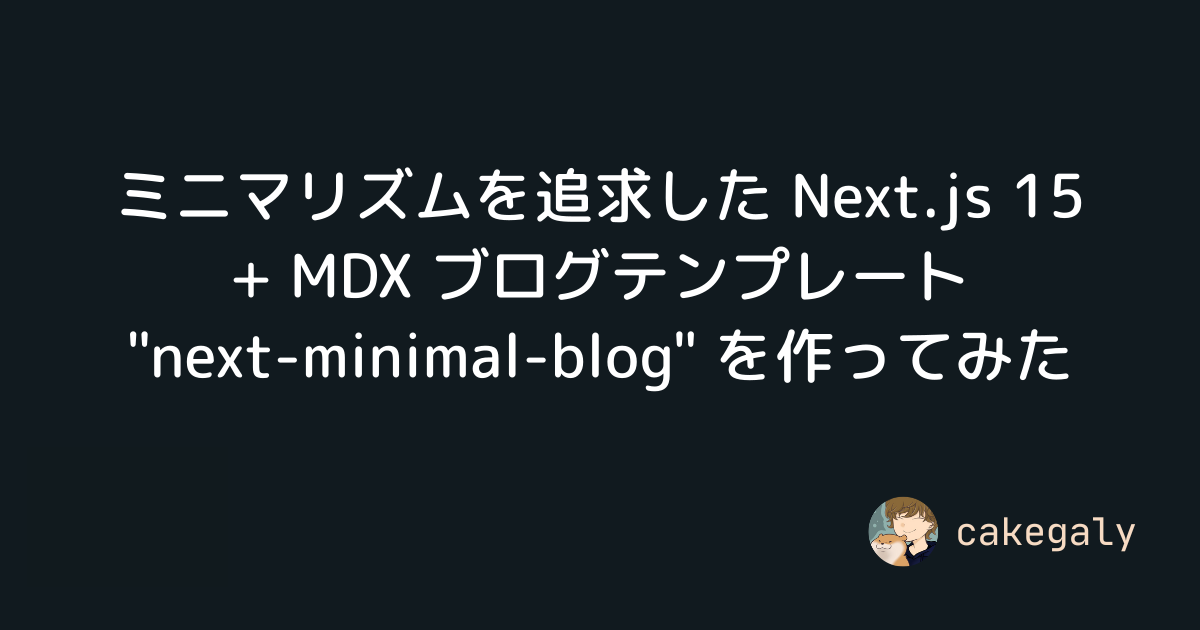 ミニマリズムを追求した Next.js 15
+ MDX ブログテンプレート
"next-minimal-blog" を作ってみた
cakegaly